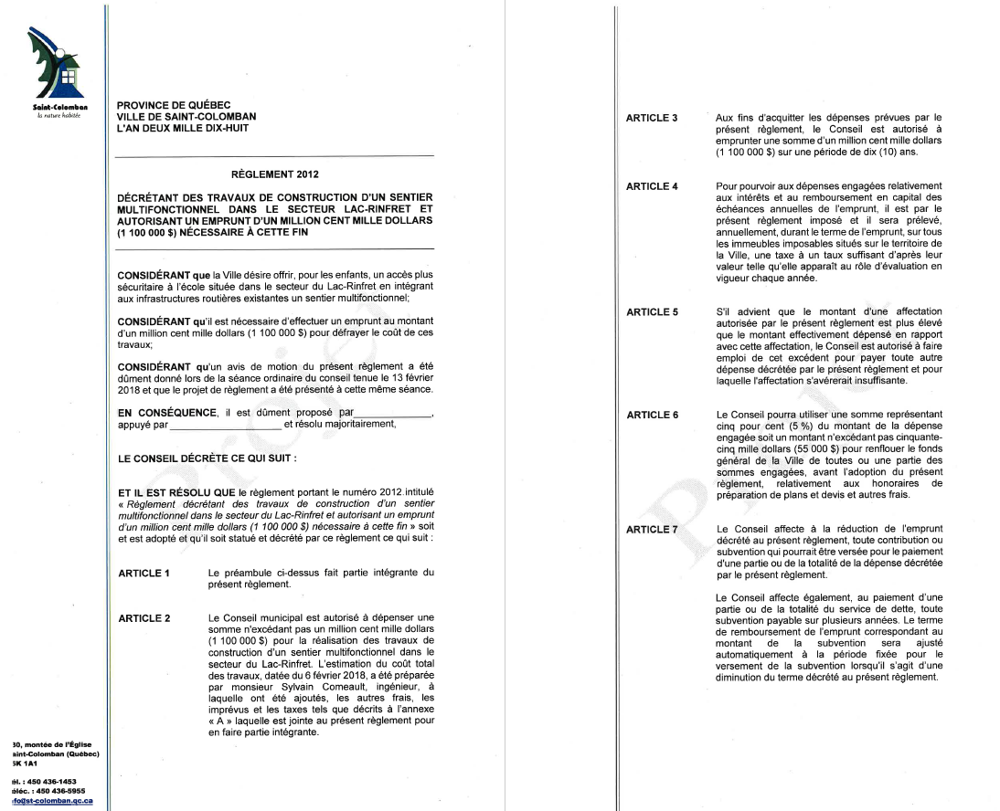 Saint-Colomban
la nature habitée
PROVINCE DE QUÉBEC
VILLE DE SAINT-COLOMBAN
L'AN DEUX MILLE DIX-HUIT
RÈGLEMENT 2012
DÉCRÉTANT DES TRAVAUX DE CONSTRUCTION D'UN SENTIER
MULTIFONCTIONNEL DANS LE SECTEUR LAC-RINFRET ET
AUTORISANT UN EMPRUNT D'UN MILLION CENT MILLE DOLLARS
(1 100 000 $) NÉCESSAIRE À CETTE FIN
CONSIDÉRANT que la Ville désire offrir, pour les enfants, un accès plus
sécuritaire à l'école située dans le secteur du Lac-Rinfret en intégrant
aux infrastructures routières existantes un sentier multifonctionnel;
CONSIDÉRANT qu'il est nécessaire d'effectuer un emprunt au montant
d'un million cent mille dollars (1 100 000 $) pour défrayer le coût de ces
travaux;
CONSIDÉRANT qu'un avis de motion du présent règlement a été
dûment donné lors de la séance ordinaire du conseil tenue le 13 février
2018 et que le projet de règlement a été présenté à cette même séance.
EN CONSÉQUENCE, il est dûment proposé par_______________,
appuyé par ____________________ et résolu majoritairement,
LE CONSEIL DÉCRÈTE CE QUI SUIT :
ET IL EST RÉSOLU QUE le règlement portant le numéro 2012 intitulé
« Règlement décrétant des travaux de construction d'un sentier
multifonctionnel dans le secteur du Lac-Rinfret et autorisant un emprunt
d'un million cent mille dollars (1 100 000 $) nécessaire à cette fin » soit
et est adopté et qu'il soit statué et décrété par ce règlement ce qui suit :
ARTICLE 1 Le préambule ci-dessus fait partie intégrante du
présent règlement.
ARTICLE 2 Le Conseil municipal est autorisé à dépenser une
somme n'excédant pas un million cent mille dollars
(1 100 000 $) pour la réalisation des travaux de
construction d'un sentier multifonctionnel dans le
secteur du Lac-Rinfret. L'estimation du coût total
des travaux, datée du 6 février 2018, a été préparée
par monsieur Sylvain Comeault, ingénieur, à
laquelle ont été ajoutés, les autres frais, les
imprévus et les taxes tels que décrits à l'annexe
« A » laquelle est jointe au présent règlement pour
en faire partie intégrante.
30, montée de l'Église
aint-Colomban (Québec)
5K 1A1
él. : 450 436-1453
éléc. : 450 436-5955
nfo@st-colomban.qc.ca
ARTICLE 3 Aux fins d'acquitter les dépenses prévues par le
présent règlement, le Conseil est autorisé à
emprunter une somme d'un million cent mille dollars
(1 100 000 $) sur une période de dix (10) ans.
ARTICLE 4 Pour pourvoir aux dépenses engagées relativement
aux intérêts et au remboursement en capital des
échéances annuelles de l'emprunt, il est par le
présent règlement imposé et il sera prélevé,
annuellement, durant le terme de l'emprunt, sur tous
les immeubles imposables situés sur le territoire de
la Ville, une taxe à un taux suffisant d'après leur
valeur telle qu'elle apparaît au rôle d'évaluation en
vigueur chaque année.
ARTICLE 5 S'il advient que le montant d'une affectation
autorisée par le présent règlement est plus élevé
que le montant effectivement dépensé en rapport
avec cette affectation, le Conseil est autorisé à faire
emploi de cet excédent pour payer toute autre
dépense décrétée par le présent règlement et pour
laquelle l'affectation s'avérerait insuffisante.
ARTICLE 6 Le Conseil pourra utiliser une somme représentant
cinq pour cent (5 %) du montant de la dépense
engagée soit un montant n'excédant pas cinquante-
cinq mille dollars (55 000 $) pour renflouer le fonds
général de la Ville de toutes ou une partie des
sommes engagées, avant l'adoption du présent
règlement, relativement aux honoraires de
préparation de plans et devis et autres frais.
ARTICLE 7 Le Conseil affecte à la réduction de l'emprunt
décrété au présent règlement, toute contribution ou
subvention qui pourrait être versée pour le paiement
d'une partie ou de la totalité de la dépense décrétée
par le présent règlement.
Le Conseil affecte également, au paiement d'une
partie ou de la totalité du service de dette, toute
subvention payable sur plusieurs années. Le terme
de remboursement de l'emprunt correspondant au
montant de la subvention sera ajusté
automatiquement à la période fixée pour le
versement de la subvention lorsqu'il s'agit d'une
diminution du terme décrété au présent règlement.
Projet
Projet